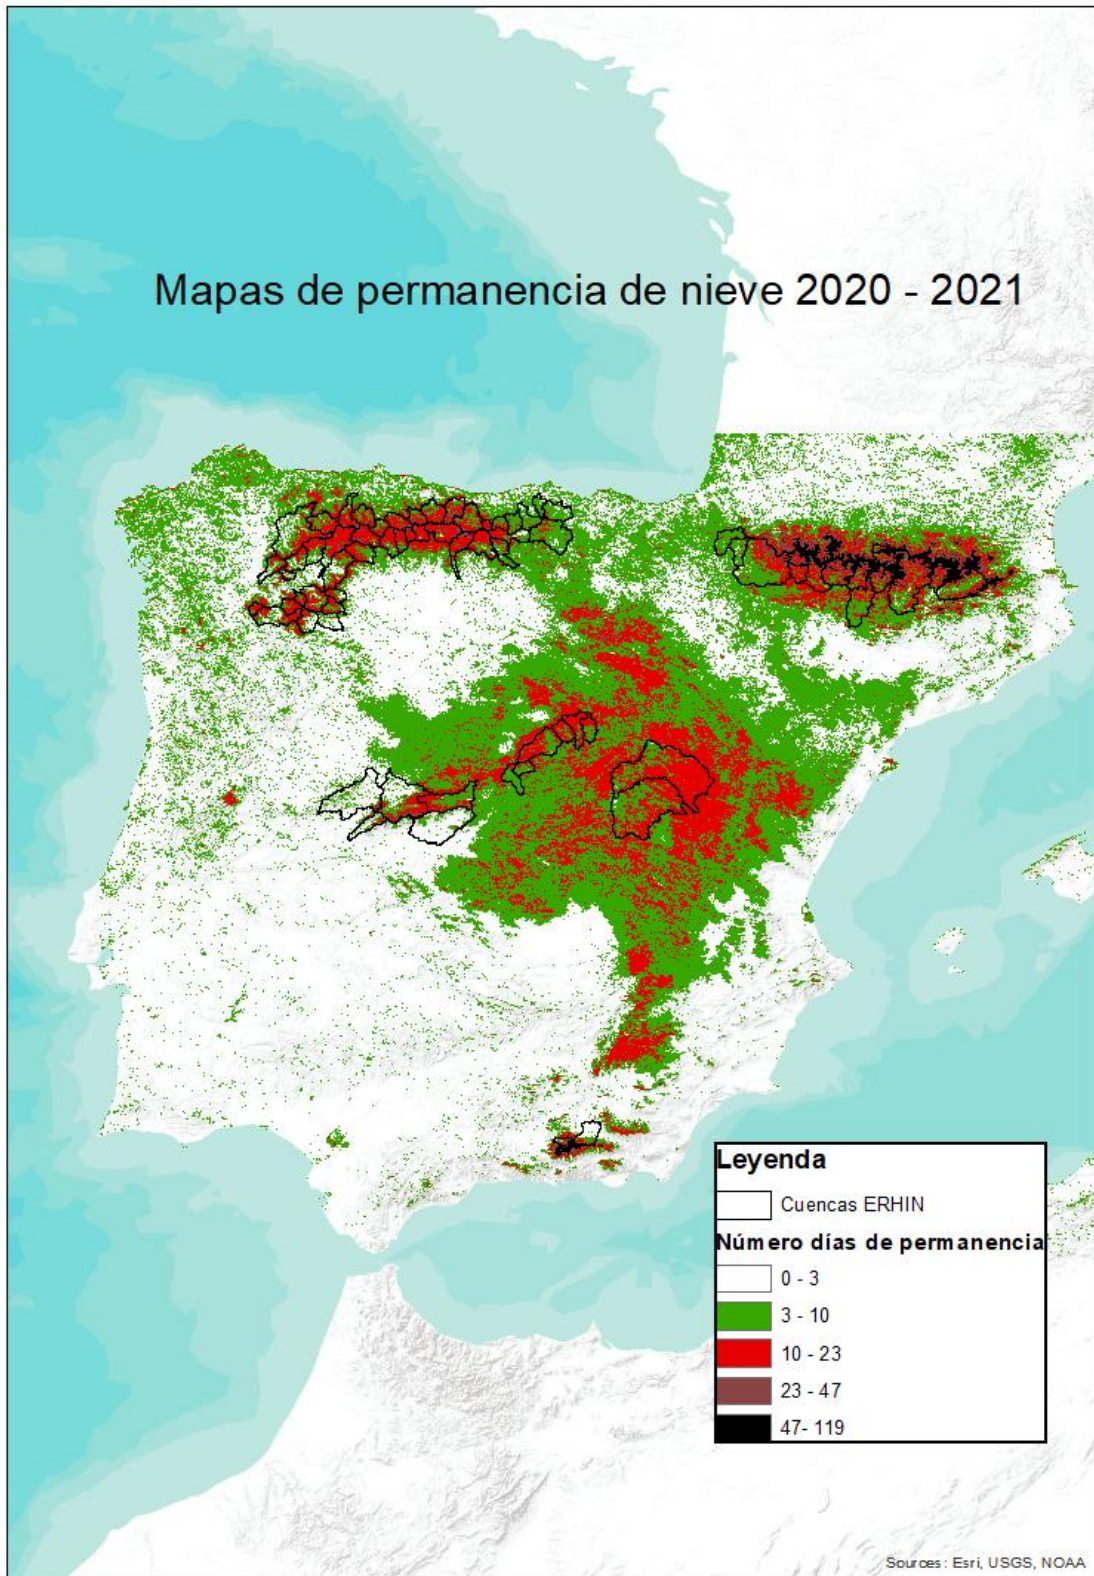 Mapas de permanencia de nieve 2020 - 2021
Leyenda
Cuencas ERHIN
Número días de permanencia
0 - 3
3 - 10
10 - 23
23 - 47
47- 119
Sources: Esri, USGS, NOAA